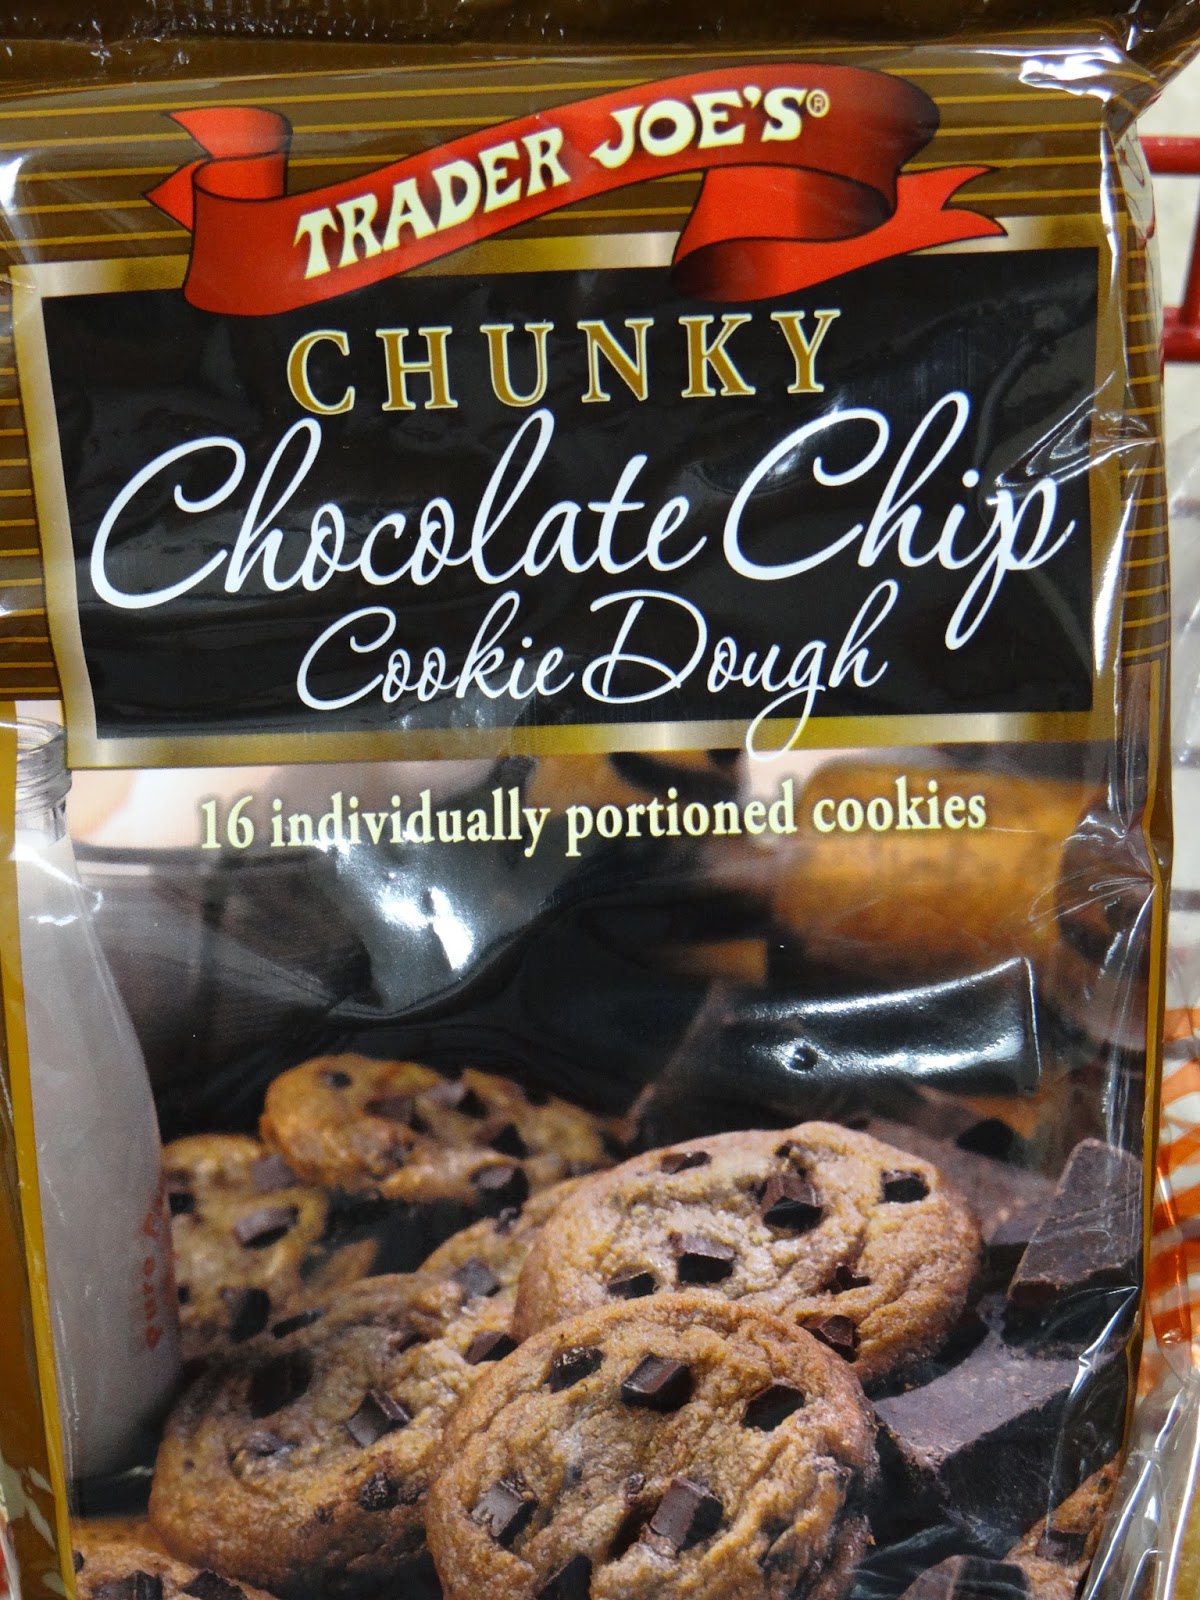 TRADER JOE'S®
CHUNKY
Chocolate Chip
Cookie Dough
16 individually portioned cookies